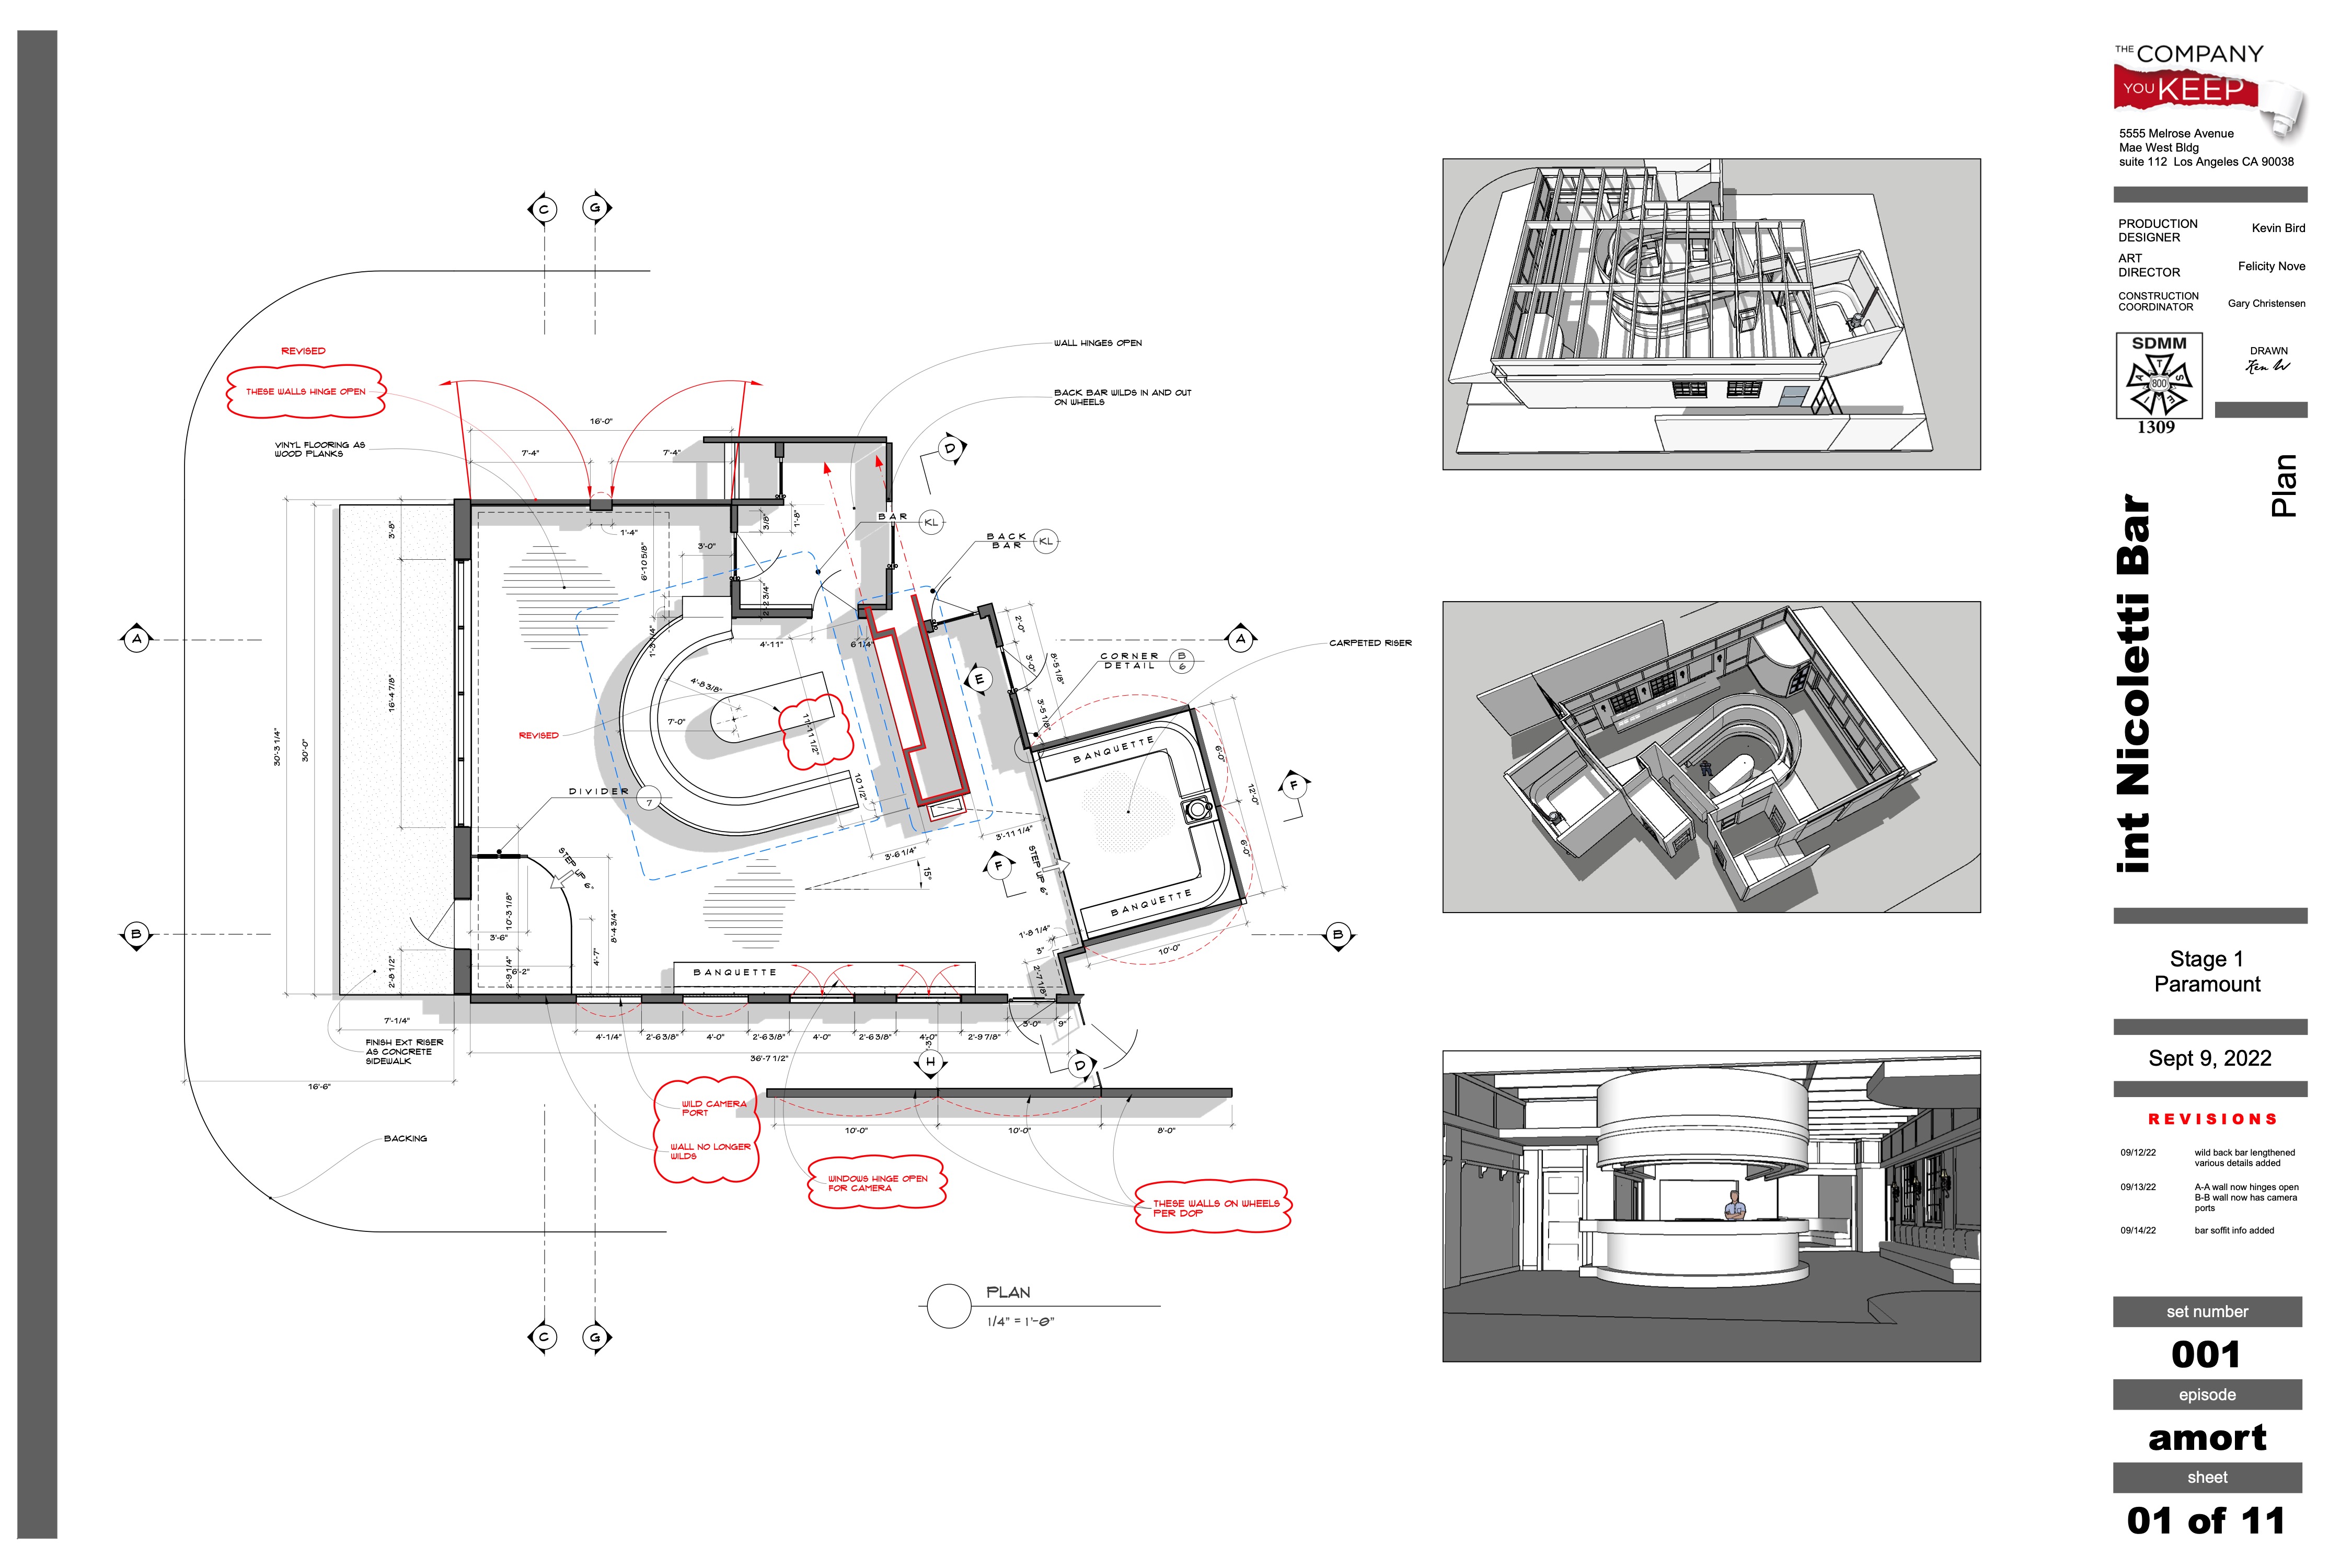 C
G
REVISED
THESE WALLS HINGE OPEN
VINYL FLOORING AS
WOOD PLANKS
16'-0"
7'-4"
7'-4"
WALL HINGES OPEN
BACK BAR WILDS IN AND OUT
ON WHEELS
D
BAR
KL
BACK
BAR
KL
3'-8"
1'-4"
3'-0"
6'-10 5/8"
3/8"
1'-8"
4'-11"
6 1/4"
A
A
2'-0"
3'-0"
8'-5 1/8"
3'-5 1/8"
E
CORNER
DETAIL
B
6
CARPETED RISER
16'-4 7/8"
30'-3 1/4"
30'-0"
4'-8 3/8"
7'-0"
REVISED
11'-11 1/2"
10 1/2"
BANQUETTE
BANQUETTE
6'-0"
6'-0"
12'-0"
10'-0"
F
F
DIVIDER
7
3'-11 1/4"
3'-6 1/4"
15°
STEP UP 6"
STEP UP 6"
10'-3 1/8"
3'-6"
8'-4 3/4"
4'-7"
6'-2"
2'-9 1/4"
2'-8 1/2"
B
B
1'-8 1/4"
3"
2'-7 1/8"
BANQUETTE
7'-1/4"
FINISH EXT RISER
AS CONCRETE
SIDEWALK
4'-1/4"
2'-6 3/8"
4'-0"
2'-6 3/8"
4'-0"
2'-6 3/8"
4'-0"
2'-9 7/8"
3'-0"
9"
36'-7 1/2"
H
D
16'-6"
WILD CAMERA
PORT
WALL NO LONGER
WILDS
10'-0"
10'-0"
8'-0"
BACKING
WINDOWS HINGE OPEN
FOR CAMERA
THESE WALLS ON WHEELS
PER DOP
C
G
PLAN
1/4" = 1'-0"
THE COMPANY
YOU KEEP
5555 Melrose Avenue
Mae West Bldg
suite 112 Los Angeles CA 90038
PRODUCTION
DESIGNER
Kevin Bird
ART
DIRECTOR
Felicity Nove
CONSTRUCTION
COORDINATOR
Gary Christensen
SDMM
IATSE
800
1309
DRAWN
Ken W
Plan
int Nicoletti Bar
Stage 1
Paramount
Sept 9, 2022
REVISIONS
09/12/22 wild back bar lengthened
various details added
09/13/22 A-A wall now hinges open
B-B wall now has camera
ports
09/14/22 bar soffit info added
set number
001
episode
amort
sheet
01 of 11